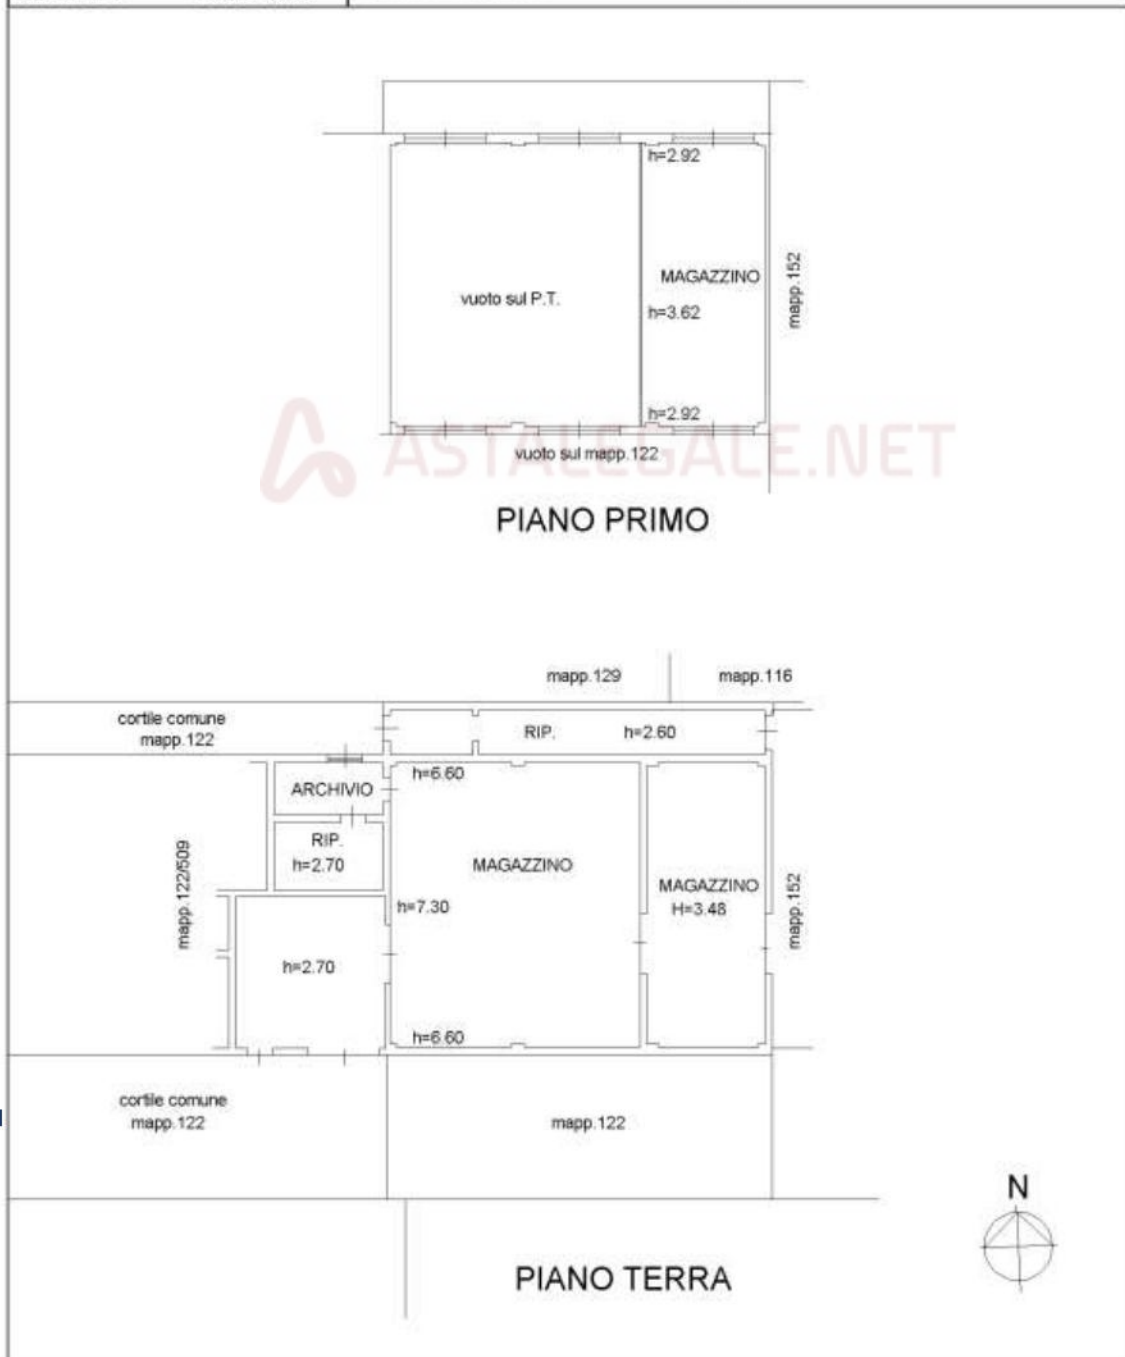 h=2.92
MAGAZZINO
mapp.152
vuoto sul P.T.
h=3.62
h=2.92
ASTALEGALE.NET
vuoto sul mapp.122
PIANO PRIMO
mapp.129
mapp.116
cortile comune
mapp.122
RIP.
h=2.60
h=6.60
ARCHIVIO
RIP.
h=2.70
MAGAZZINO
mapp.122/509
MAGAZZINO
H=3.48
mapp.152
h=7.30
h=2.70
h=6.60
cortile comune
mapp.122
mapp.122
N
PIANO TERRA